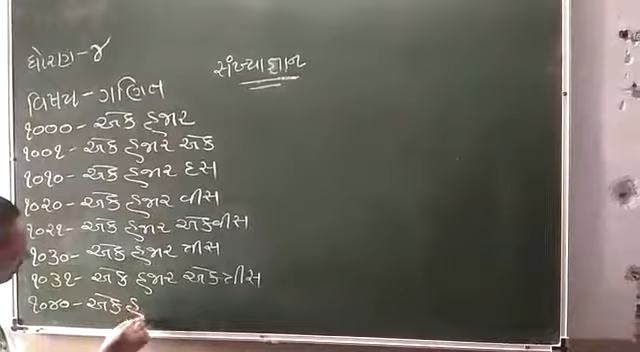 ધોરણ-૪
સંખ્યાજ્ઞાન
વિષય - ગણિત
૧૦૦૦ - એક હજાર
૧૦૦૧ - એક હજાર એક
૧૦૧૦ - એક હજાર દસ
૧૦૨૦ - એક હજાર વીસ
૧૦૨૧ - એક હજાર એકવીસ
૧૦૩૦ - એક હજાર ત્રીસ
૧૦૩૧ - એક હજાર એકત્રીસ
૧૦૪૦ - એક હ